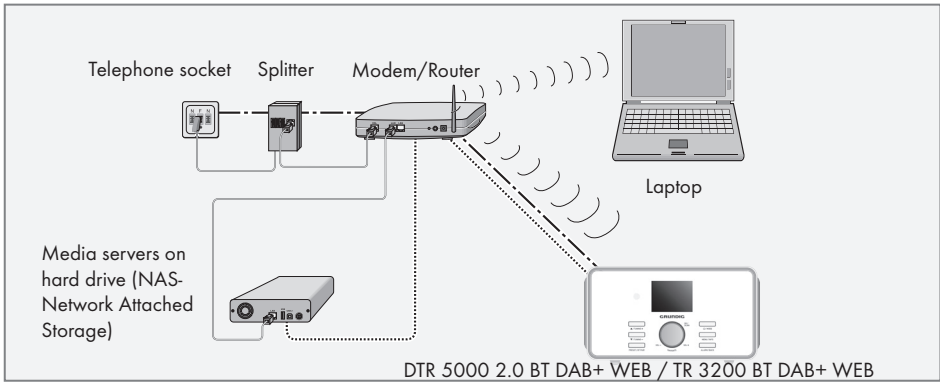 Telephone socket
Splitter
Modem/Router
Laptop
Media servers on
hard drive (NAS-
Network Attached
Storage)
GRUNDIG
DTR 5000 2.0 BT DAB+ WEB / TR 3200 BT DAB+ WEB